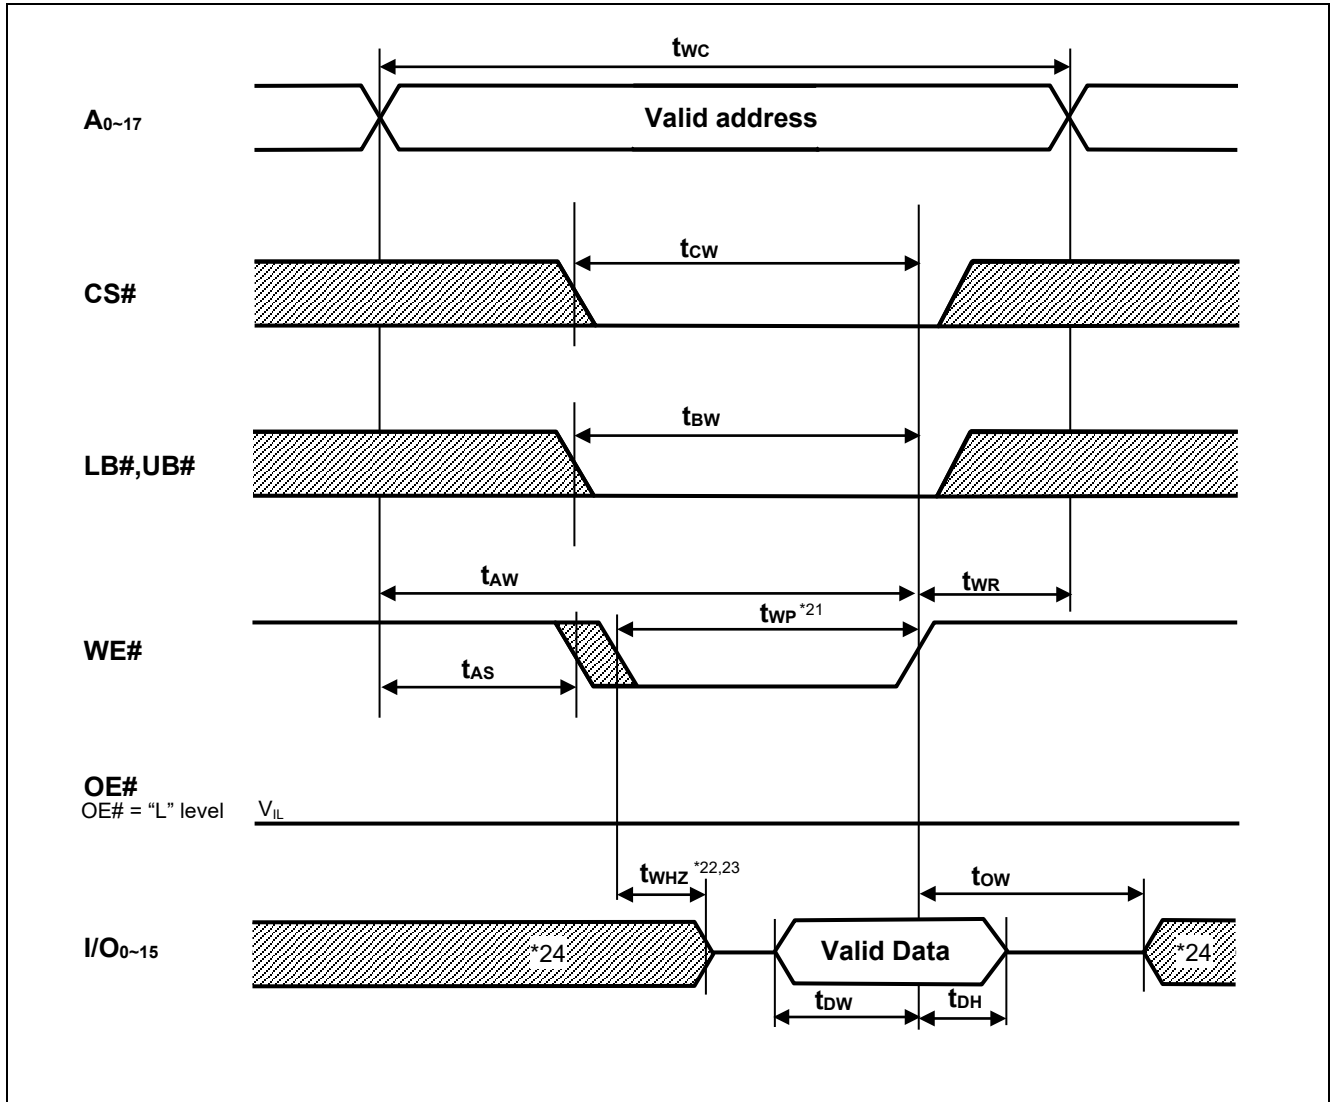 tWC
A0~17
Valid address
tCW
CS#
tBW
LB#,UB#
tAW
tWR
tWP *21
WE#
tAS
OE#
OE# = “L” level
VIL
tWHZ *22,23
tOW
I/O0~15
*24
Valid Data
*24
tDW
tDH